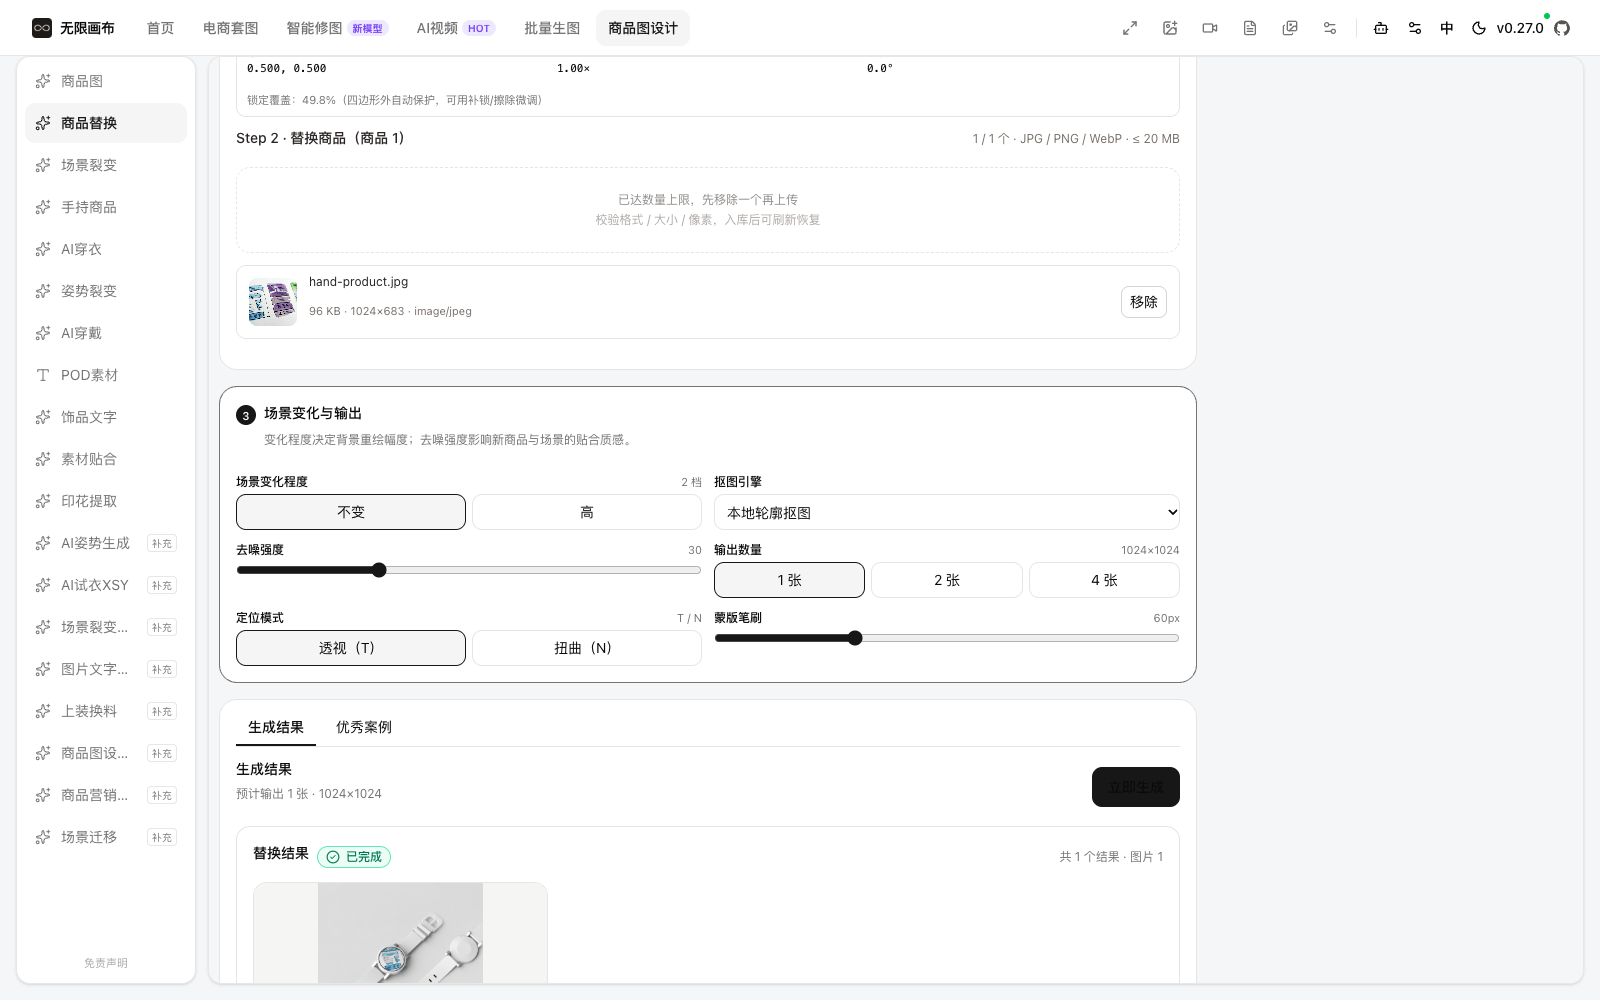 无限画布
首页
电商套图
智能修图 新模型
AI视频 HOT
批量生图
商品图设计
中
v0.27.0
商品图
商品替换
场景裂变
手持商品
AI穿衣
姿势裂变
AI穿戴
POD素材
饰品文字
素材贴合
印花提取
AI姿势生成 补充
AI试衣XSY 补充
场景裂变... 补充
图片文字... 补充
上装换料 补充
商品图设... 补充
商品营销... 补充
场景迁移 补充
免责声明
0.500, 0.500 1.00× 0.0°
锁定覆盖：49.8%（四边形外自动保护，可用补锁/擦除微调）
Step 2 · 替换商品（商品 1） 1 / 1 个 · JPG / PNG / WebP · ≤ 20 MB
已达数量上限，先移除一个再上传
校验格式 / 大小 / 像素，入库后可刷新恢复
hand-product.jpg
96 KB · 1024×683 · image/jpeg
移除
3 场景变化与输出
变化程度决定背景重绘幅度；去噪强度影响新商品与场景的贴合质感。
场景变化程度 2 档
不变 高
抠图引擎
本地轮廓抠图
去噪强度 30
输出数量 1024×1024
1 张 2 张 4 张
定位模式 T / N
透视（T） 扭曲（N）
蒙版笔刷 60px
生成结果 优秀案例
生成结果
预计输出 1 张 · 1024×1024
立即生成
替换结果 已完成 共 1 个结果 · 图片 1